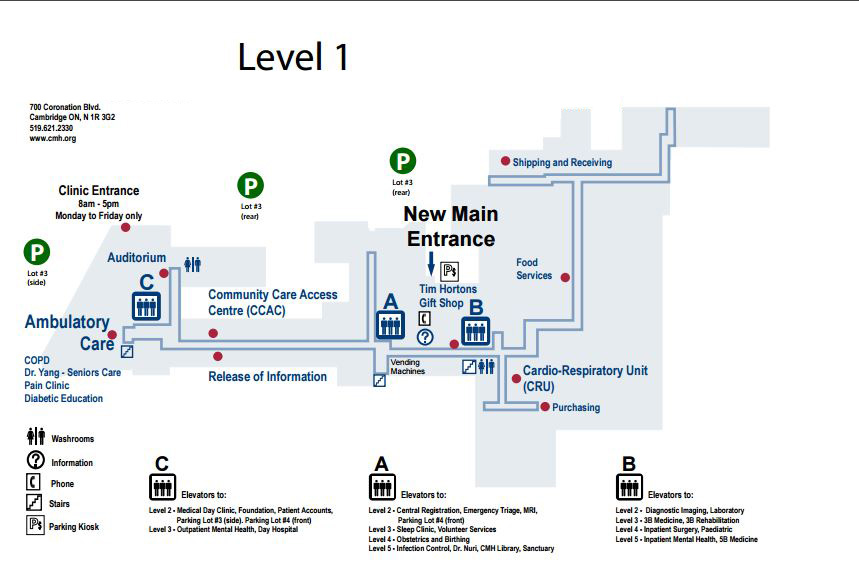 Level 1
700 Coronation Blvd.
Cambridge ON, N 1R 3G2
519.621.2330
www.cmh.org
P
Lot #3
(rear)
P
Lot #3
(rear)
Clinic Entrance
8am - 5pm
Monday to Friday only
P
Lot #3
(side)
Shipping and Receiving
New Main
Entrance
P$
Tim Hortons
Gift Shop
?
Food
Services
Auditorium
C
Community Care Access
Centre (CCAC)
A
B
Ambulatory
Care
COPD
Dr. Yang - Seniors Care
Pain Clinic
Diabetic Education
Release of Information
Vending
Machines
Cardio-Respiratory Unit
(CRU)
Purchasing
Washrooms
? Information
Phone
Stairs
P$ Parking Kiosk
C
Elevators to:
Level 2 • Medical Day Clinic, Foundation, Patient Accounts,
Parking Lot #3 (side). Parking Lot #4 (front)
Level 3 • Outpatient Mental Health, Day Hospital
A
Elevators to:
Level 2 • Central Registration, Emergency Triage, MRI,
Parking Lot #4 (front)
Level 3 • Sleep Clinic, Volunteer Services
Level 4 • Obstetrics and Birthing
Level 5 • Infection Control, Dr. Nuri, CMH Library, Sanctuary
B
Elevators to:
Level 2 • Diagnostic Imaging, Laboratory
Level 3 • 3B Medicine, 3B Rehabilitation
Level 4 • Inpatient Surgery, Paediatric
Level 5 • Inpatient Mental Health, 5B Medicine